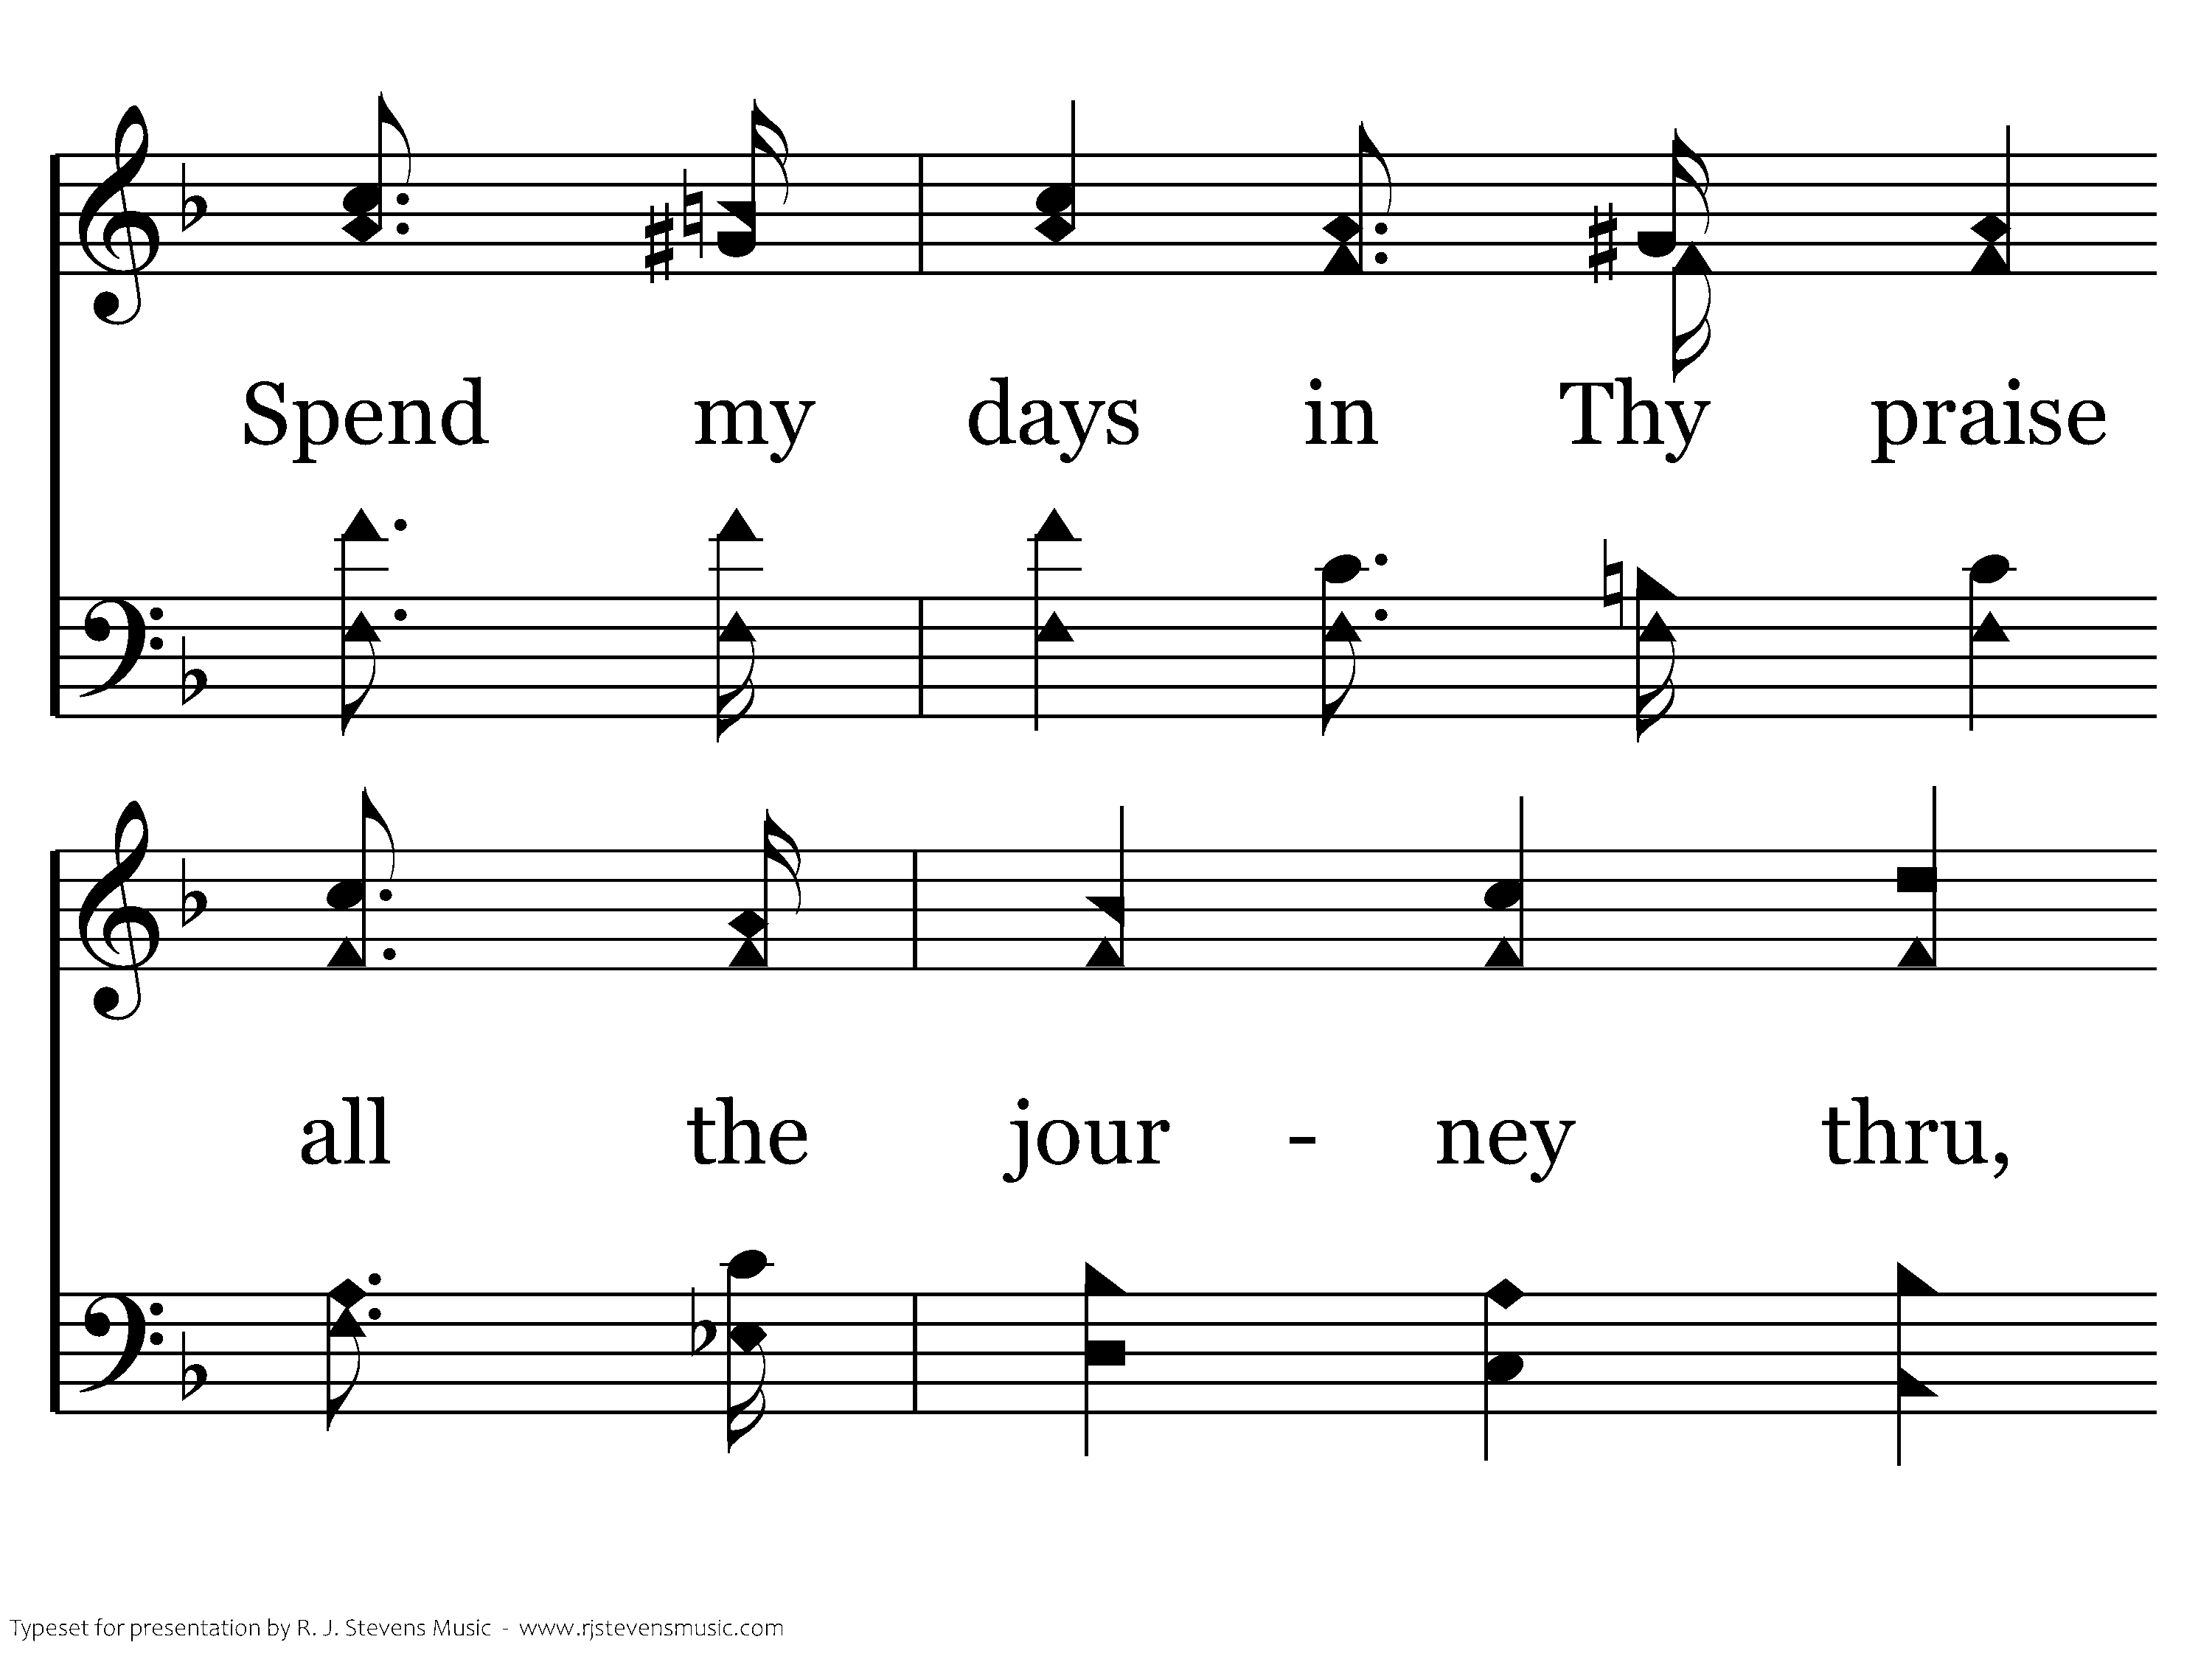 Spend my days in Thy praise
all the jour - ney thru,
Typeset for presentation by R. J. Stevens Music - www.rjstevensmusic.com